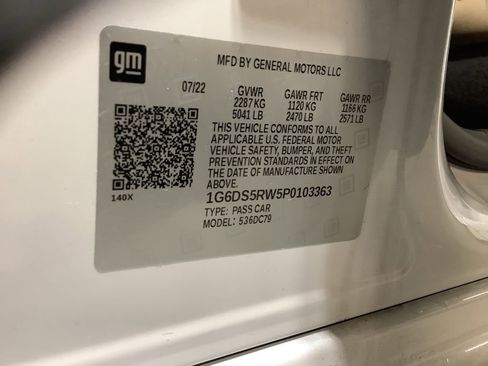 gm
MFD BY GENERAL MOTORS LLC
07/22 GVWR GAWR FRT GAWR RR
2287 KG 1120 KG 1166 KG
5041 LB 2470 LB 2571 LB
THIS VEHICLE CONFORMS TO ALL
APPLICABLE U.S. FEDERAL MOTOR
VEHICLE SAFETY, BUMPER, AND THEFT
PREVENTION STANDARDS IN EFFECT ON
THE DATE OF MANUFACTURE SHOWN
ABOVE.
140X
1G6DS5RW5P0103363
TYPE: PASS CAR
MODEL: 536DC79